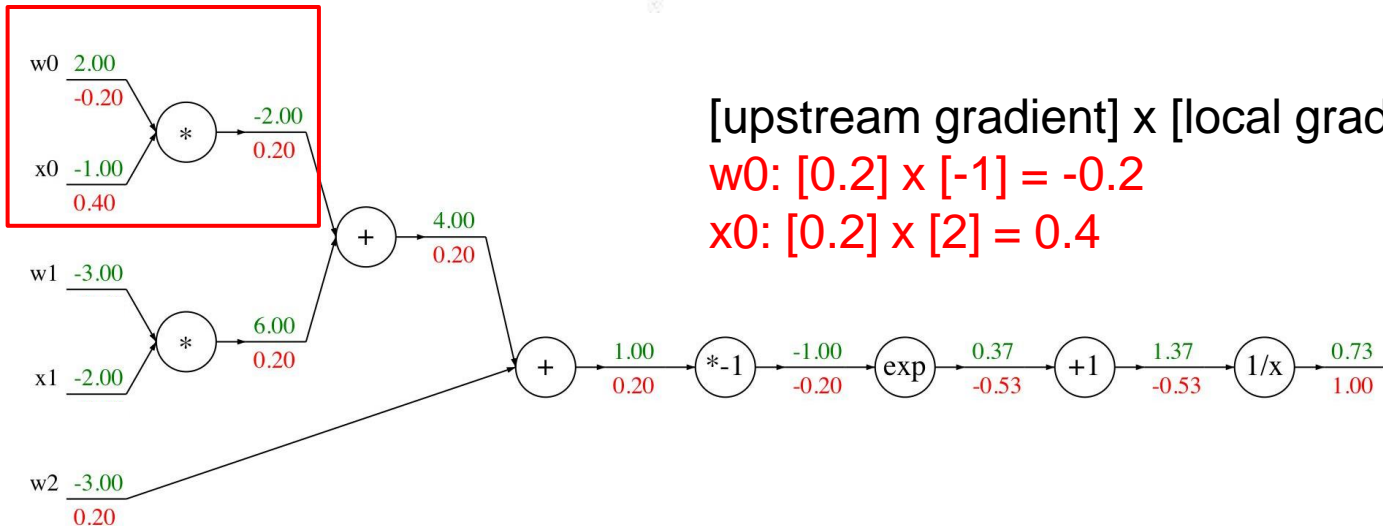 w0 2.00
-0.20
*
-2.00
0.20
x0 -1.00
0.40
[upstream gradient] x [local grad
w0: [0.2] x [-1] = -0.2
x0: [0.2] x [2] = 0.4
+
4.00
0.20
w1 -3.00
*
6.00
0.20
x1 -2.00
+
1.00
0.20
*-1
-1.00
-0.20
exp
0.37
-0.53
+1
1.37
-0.53
1/x
0.73
1.00
w2 -3.00
0.20